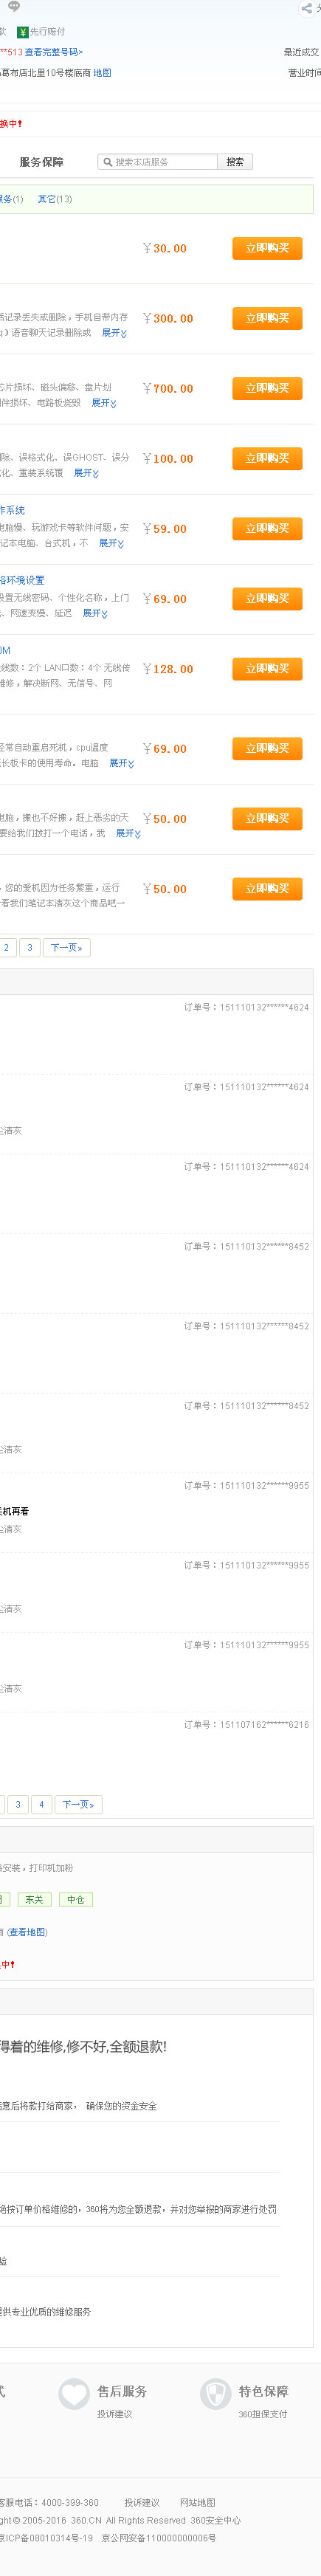 款 先行赔付
**513 查看完整号码» 最近成交
葛布店北里10号楼底商 地图 营业时间
换中!
服务保障 搜索本店服务 搜索
服务(1) 其它(13)
¥30.00 立即购买
话记录丢失或删除，手机自带内存
q）语音聊天记录删除或 展开
¥300.00 立即购买
芯片损坏、磁头偏移、盘片划
件损坏、电路板烧毁 展开
¥700.00 立即购买
删除、误格式化、误GHOST、误分
化、重装系统覆 展开
¥100.00 立即购买
作系统
电脑慢、玩游戏卡等软件问题，安
记本电脑、台式机，不 展开
¥59.00 立即购买
络环境设置
设置无线密码、个性化名称，上门
、网速变慢、延迟 展开
¥69.00 立即购买
0M
线数：2个 LAN口数：4个 无线传
维修，解决断网、无信号、网
¥128.00 立即购买
经常自动重启死机，cpu温度
长板卡的使用寿命。电脑 展开
¥69.00 立即购买
电脑，搬也不好搬，赶上恶劣的天
要给我们拨打一个电话，我 展开
¥50.00 立即购买
，您的爱机因为任务繁重，运行
看我们笔记本清灰这个商品吧一
¥50.00 立即购买
2 3 下一页»
订单号：151110132******4624
订单号：151110132******4624
尘清灰
订单号：151110132******4624
订单号：151110132******8452
订单号：151110132******8452
订单号：151110132******8452
尘清灰
订单号：151110132******9955
关机再看
尘清灰
订单号：151110132******9955
尘清灰
订单号：151110132******9955
尘清灰
订单号：151107162******6216
3 4 下一页»
安装，打印机加粉
东关 中仓
(查看地图)
中!
得着的维修,修不好,全额退款!
满意后将款打给商家， 确保您的资金安全
绝按订单价格维修的，360将为您全额退款，并对您举报的商家进行处罚
验
提供专业优质的维修服务
式 售后服务 特色保障
投诉建议 360担保支付
客服电话：4000-399-360 投诉建议 网站地图
ght © 2005-2016 360.CN All Rights Reserved 360安全中心
京ICP备08010314号-19 京公网安备110000000006号